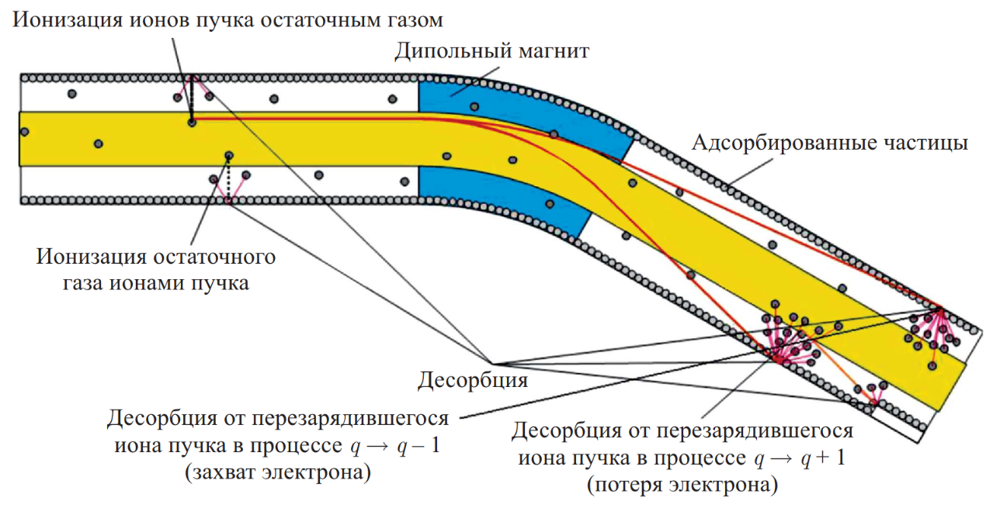 Ионизация ионов пучка остаточным газом
Дипольный магнит
Адсорбированные частицы
Ионизация остаточного
газа ионами пучка
Десорбция
Десорбция от перезарядившегося
иона пучка в процессе q → q – 1
(захват электрона)
Десорбция от перезарядившегося
иона пучка в процессе q → q + 1
(потеря электрона)